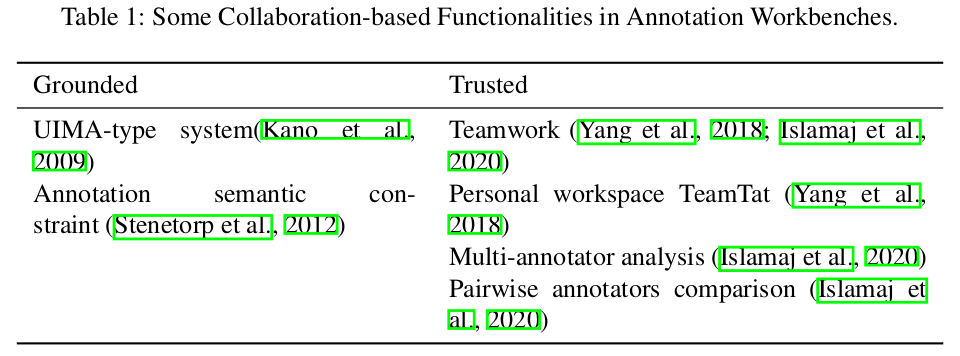 Table 1: Some Collaboration-based Functionalities in Annotation Workbenches.
Grounded
UIMA-type system(Kano et al.,
2009)
Annotation semantic con-
straint (Stenetorp et al., 2012)
Trusted
Teamwork (Yang et al., 2018; Islamaj et al.,
2020)
Personal workspace TeamTat (Yang et al.,
2018)
Multi-annotator analysis (Islamaj et al., 2020)
Pairwise annotators comparison (Islamaj et
al., 2020)